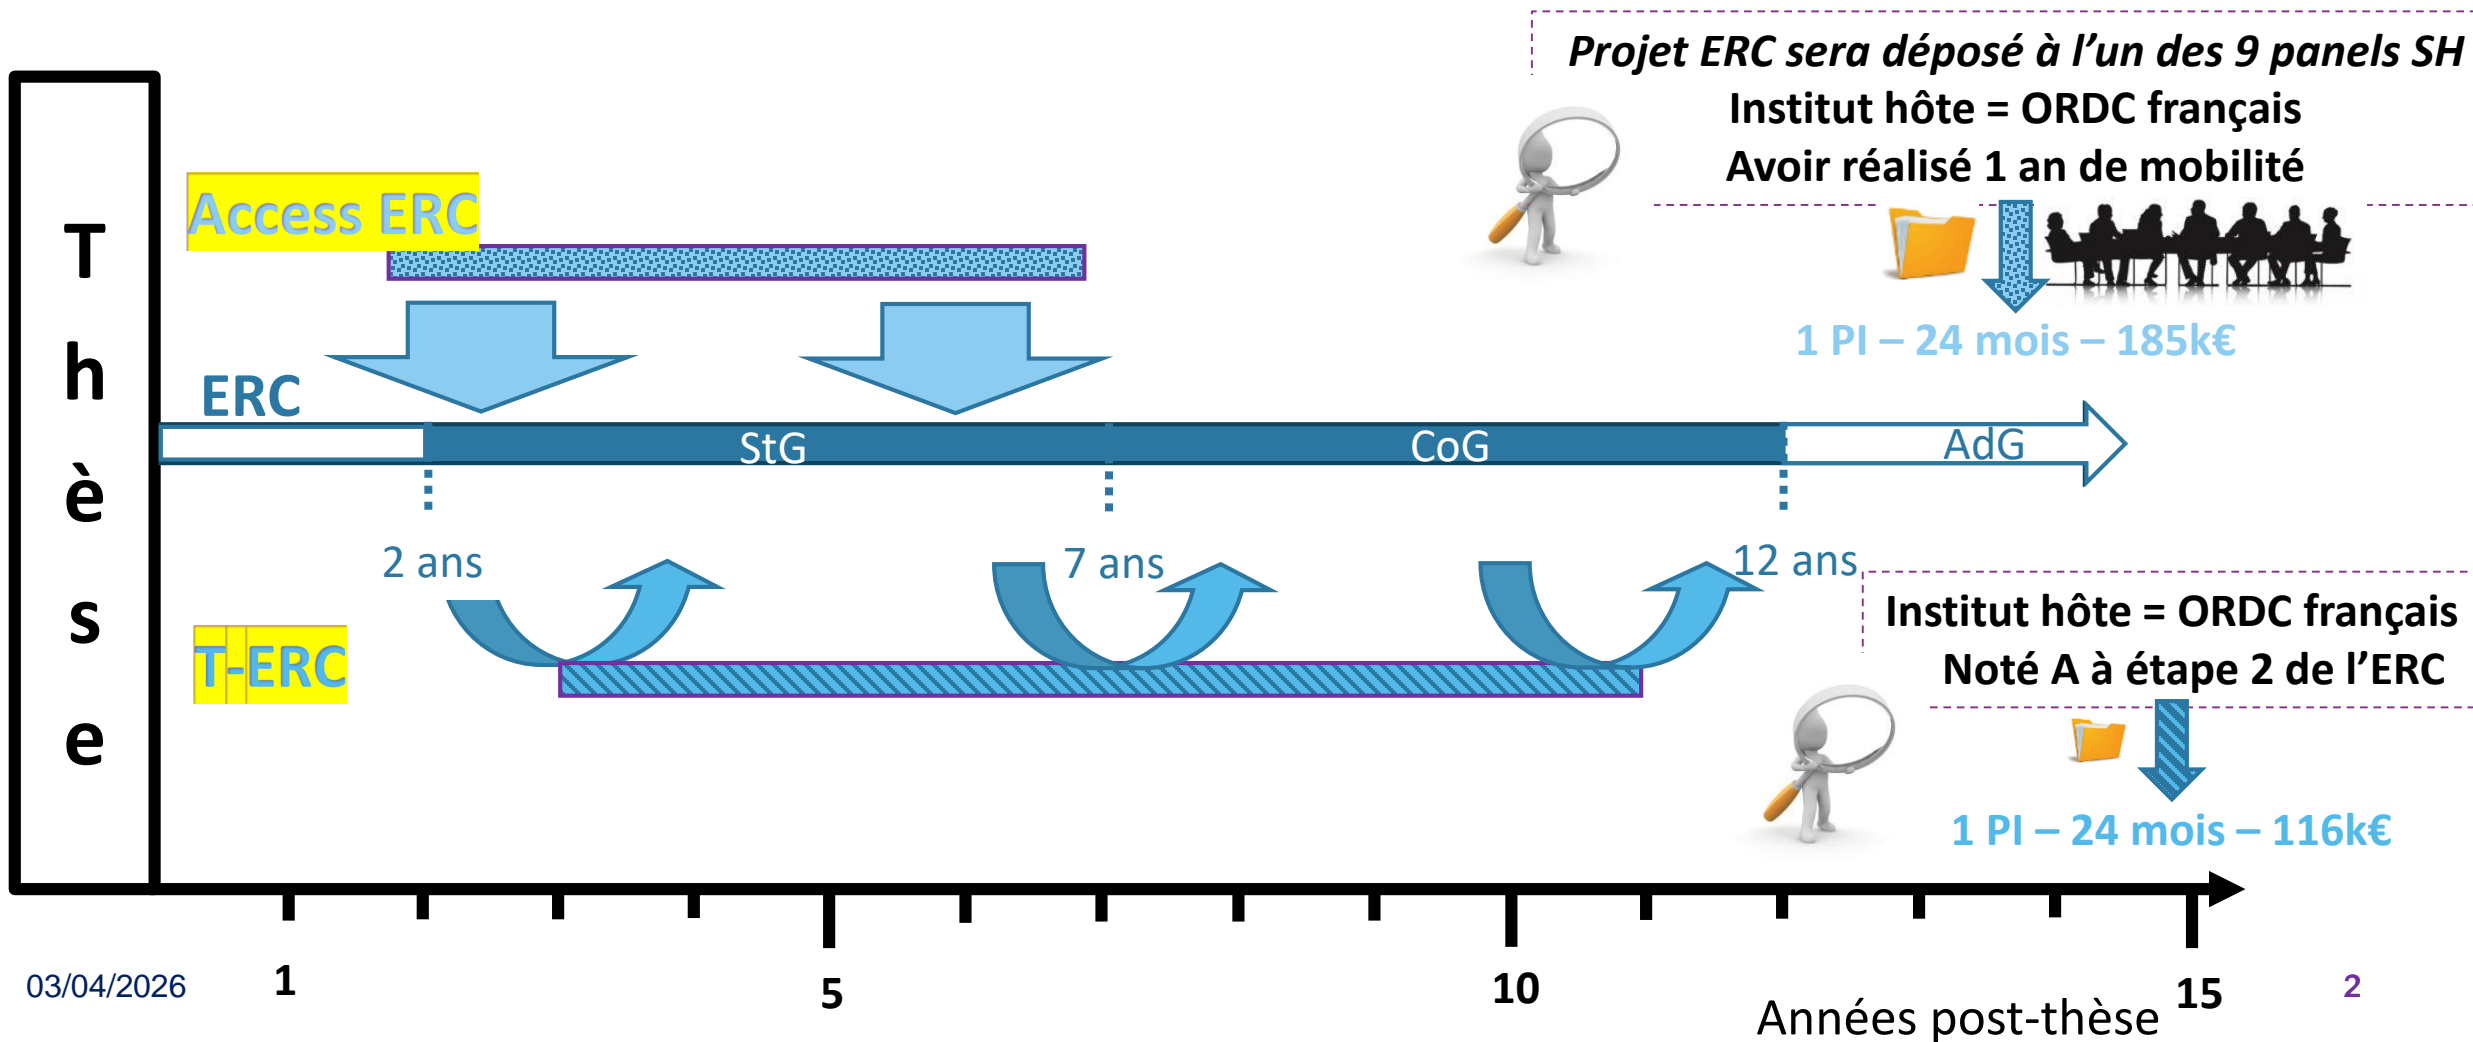 Projet ERC sera déposé à l’un des 9 panels SH
Institut hôte = ORDC français
Avoir réalisé 1 an de mobilité
1 PI – 24 mois – 185k€
Thèse
Access ERC
ERC
StG
CoG
AdG
2 ans
7 ans
12 ans
T-ERC
Institut hôte = ORDC français
Noté A à étape 2 de l’ERC
1 PI – 24 mois – 116k€
1
5
10
15
Années post-thèse
03/04/2026
2